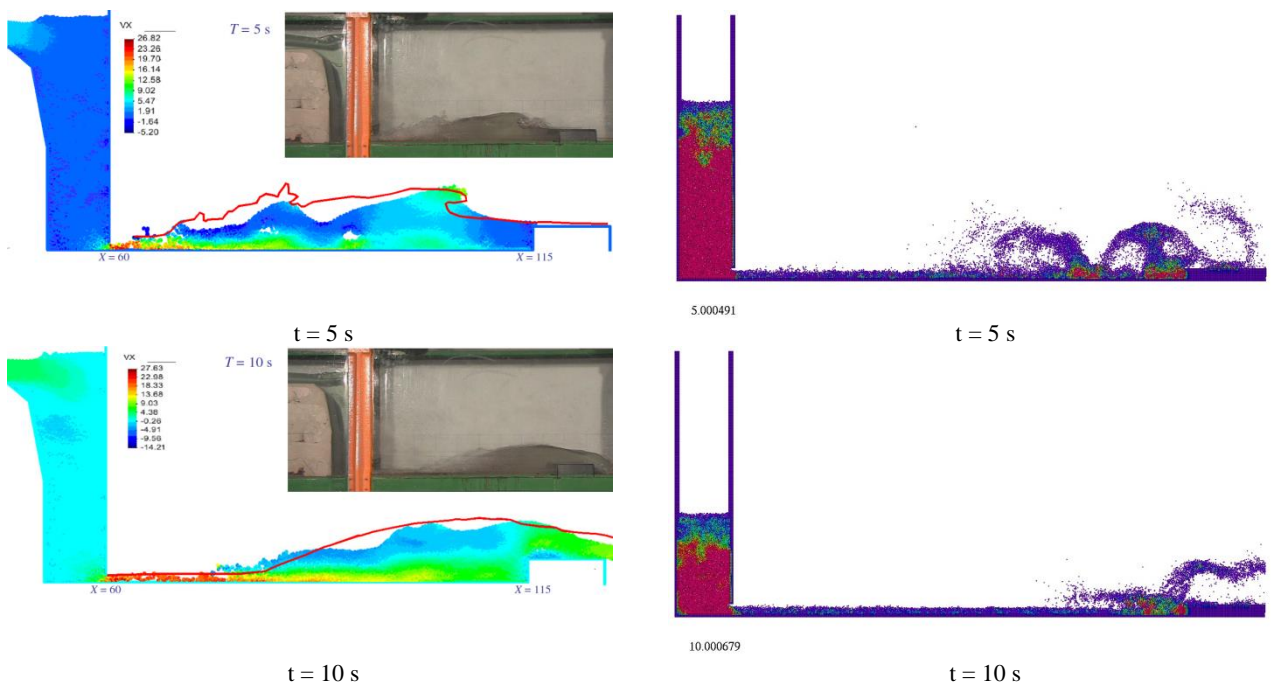 VX
26.82
23.26
19.70
16.14
12.58
9.02
5.47
1.91
-1.64
-5.20
T = 5 s
X = 60
X = 115
t = 5 s
5.000491
t = 5 s
VX
27.63
22.98
18.33
13.68
9.03
4.38
-0.26
-4.91
-9.56
-14.21
T = 10 s
X = 60
X = 115
t = 10 s
10.000679
t = 10 s